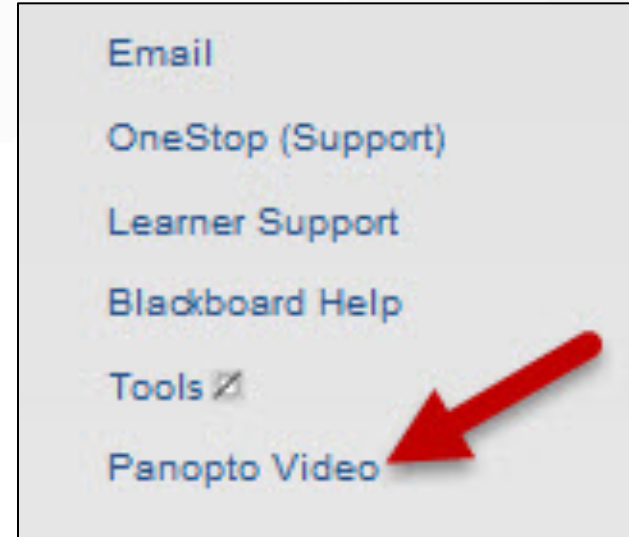 Email
OneStop (Support)
Learner Support
Blackboard Help
Tools
Panopto Video